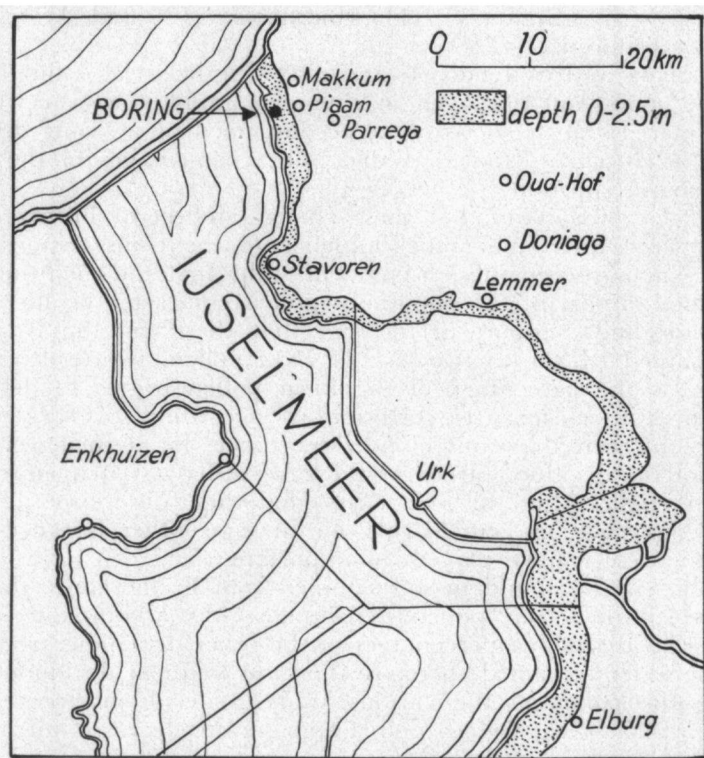 0 10 20km
Makkum
BORING
Piaam
Parrega
depth 0-2.5m
Oud-Hof
Doniaga
Stavoren
Lemmer
IJSELMEER
Enkhuizen
Urk
Elburg